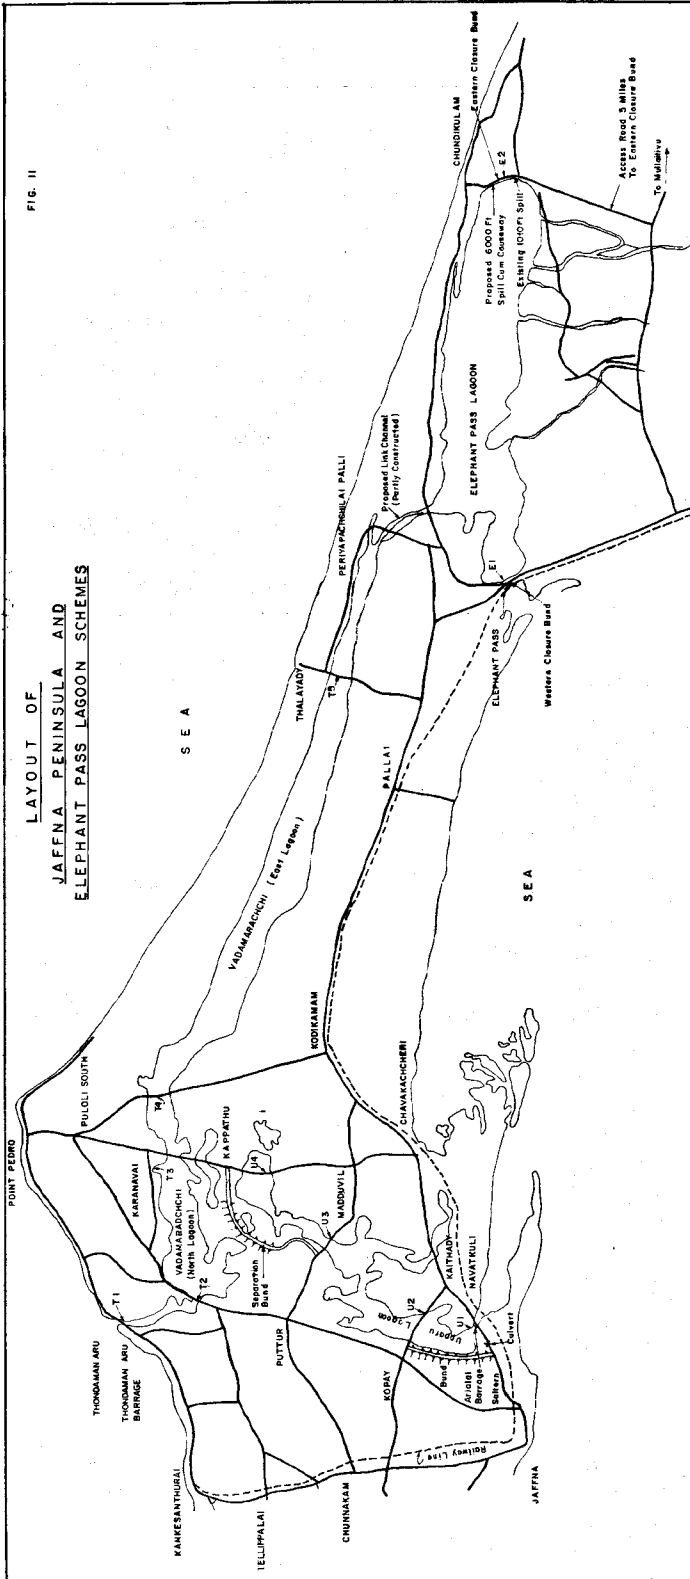 FIG. 11
LAYOUT OF
JAFFNA PENINSULA AND
ELEPHANT PASS LAGOON SCHEMES
SEA
POINT PEDRO
PULOLI SOUTH
THONDAMAN ARU
THONDAMAN ARU
BARRAGE
T1
KARANAVAI
T4
T3
VADAMARADCHCHI
(North Lagoon)
T2
KAPPATHU
U4
Separation
Bund
VADAMARACHCHI (East Lagoon)
THALAYADY
T5
PERIYAPACHCHILAI PALLI
Proposed Link Channel
(Partly Constructed)
CHUNDIKULAM
Eastern Closure Bund
E2
Proposed 6000 Ft
Spill Cum Causeway
Existing 1040 Ft Spill
Access Road 5 Miles
To Eastern Closure Bund
To Mullaitivu
ELEPHANT PASS LAGOON
E1
ELEPHANT PASS
Western Closure Bund
PALLAI
KODIKAMAM
CHAVAKACHCHERI
MADDUVIL
U3
PUTTUR
KANKESANTHURAI
TELLIPPALAI
CHUNNAKAM
KOPAY
U2
Upparu
Lagoon
U1
KAITHADY
NAVATKULI
Bund
Arialai
Barrage
Saltern
Culvert
Railway Line
JAFFNA
SEA